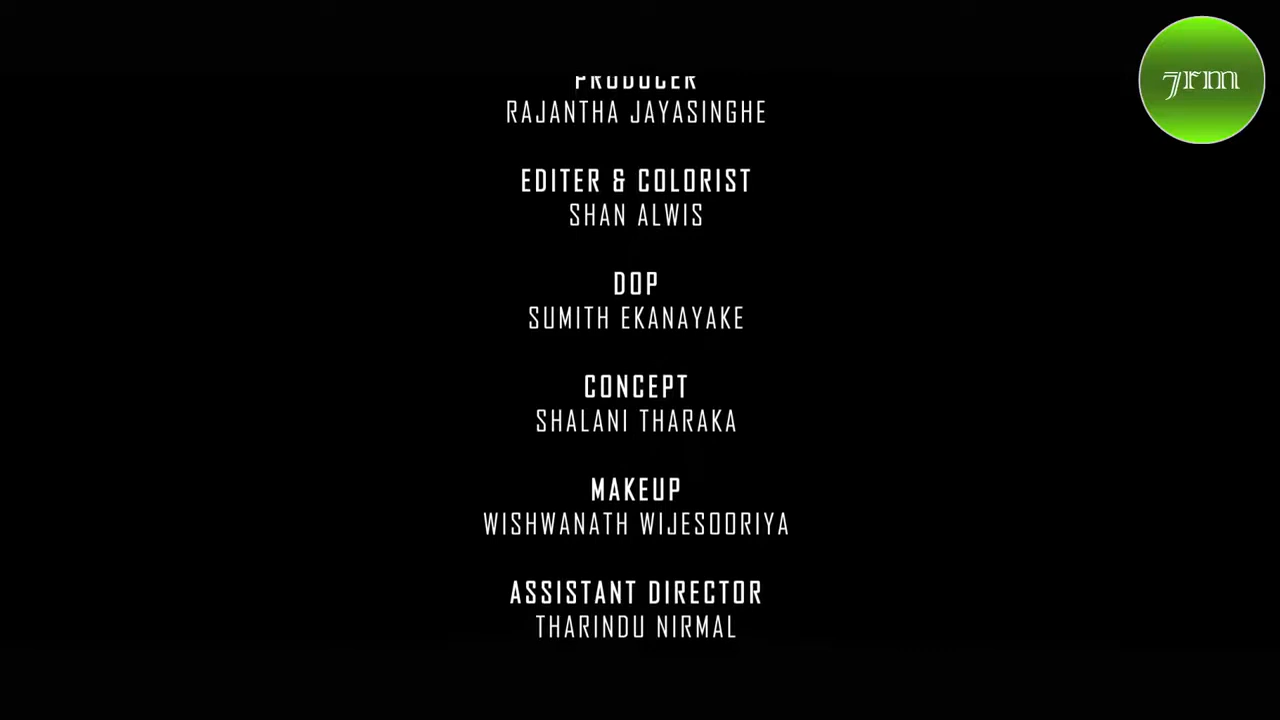 PRODUCER
RAJANTHA JAYASINGHE
EDITER & COLORIST
SHAN ALWIS
DOP
SUMITH EKANAYAKE
CONCEPT
SHALANI THARAKA
MAKEUP
WISHWANATH WIJESOORIYA
ASSISTANT DIRECTOR
THARINDU NIRMAL